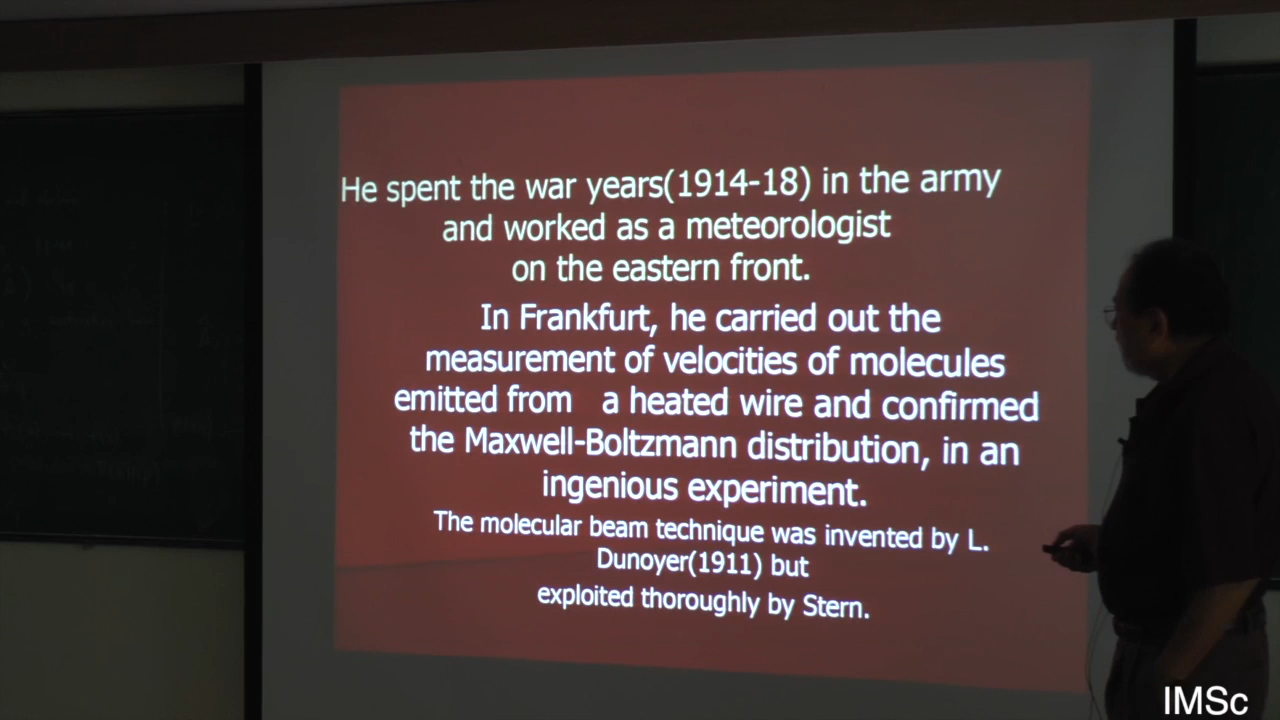 He spent the war years(1914-18) in the army
and worked as a meteorologist
on the eastern front.
In Frankfurt, he carried out the
measurement of velocities of molecules
emitted from a heated wire and confirmed
the Maxwell-Boltzmann distribution, in an
ingenious experiment.
The molecular beam technique was invented by L.
Dunoyer(1911) but
exploited thoroughly by Stern.
IMSc